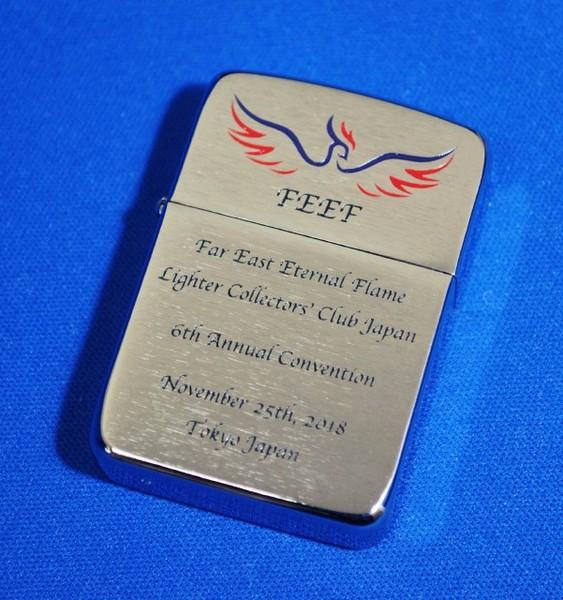 FEEF
Far East Eternal Flame
Lighter Collectors' Club Japan
6th Annual Convention
November 25th, 2018
Tokyo Japan